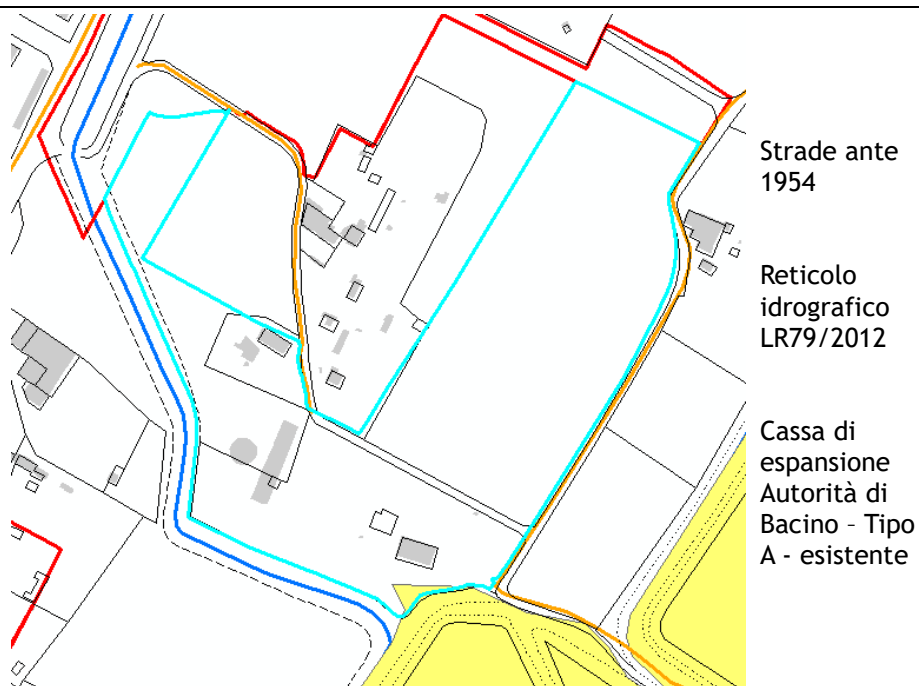 Strade ante
1954
Reticolo
idrografico
LR79/2012
Cassa di
espansione
Autorità di
Bacino – Tipo
A - esistente